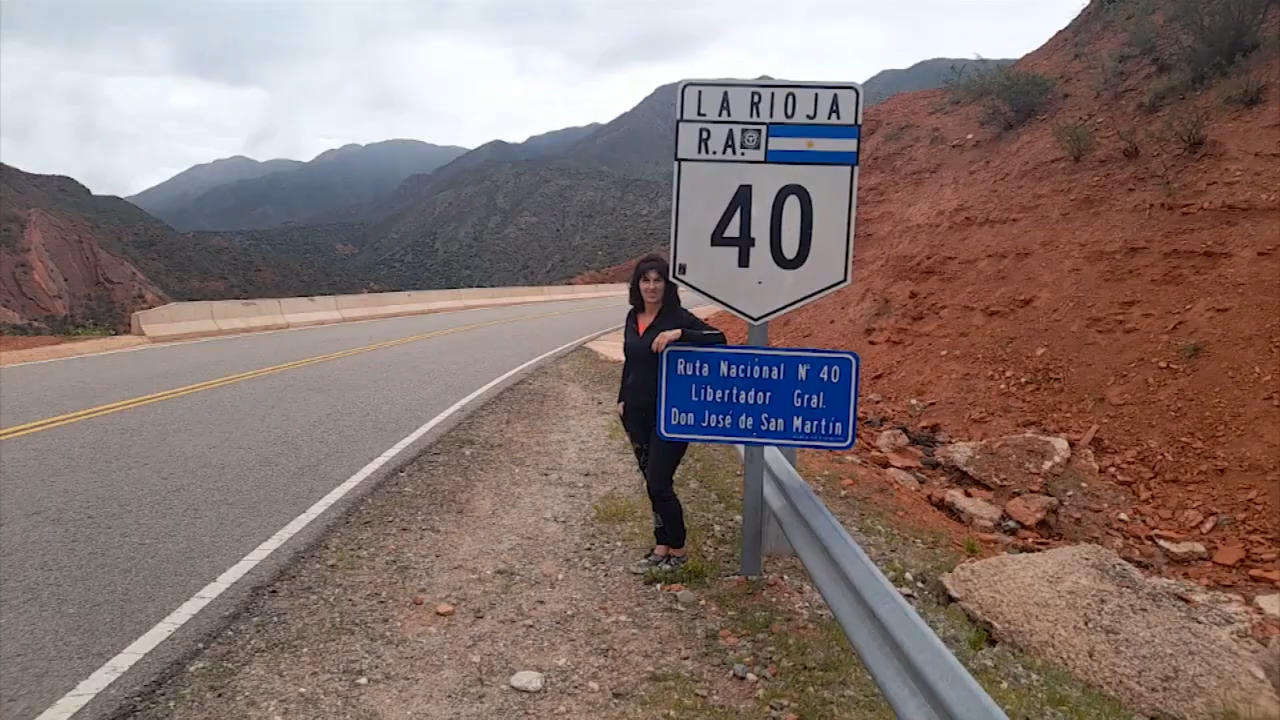 LA RIOJA
R.A.
40
Ruta Nacional N° 40
Libertador Gral.
Don José de San Martín